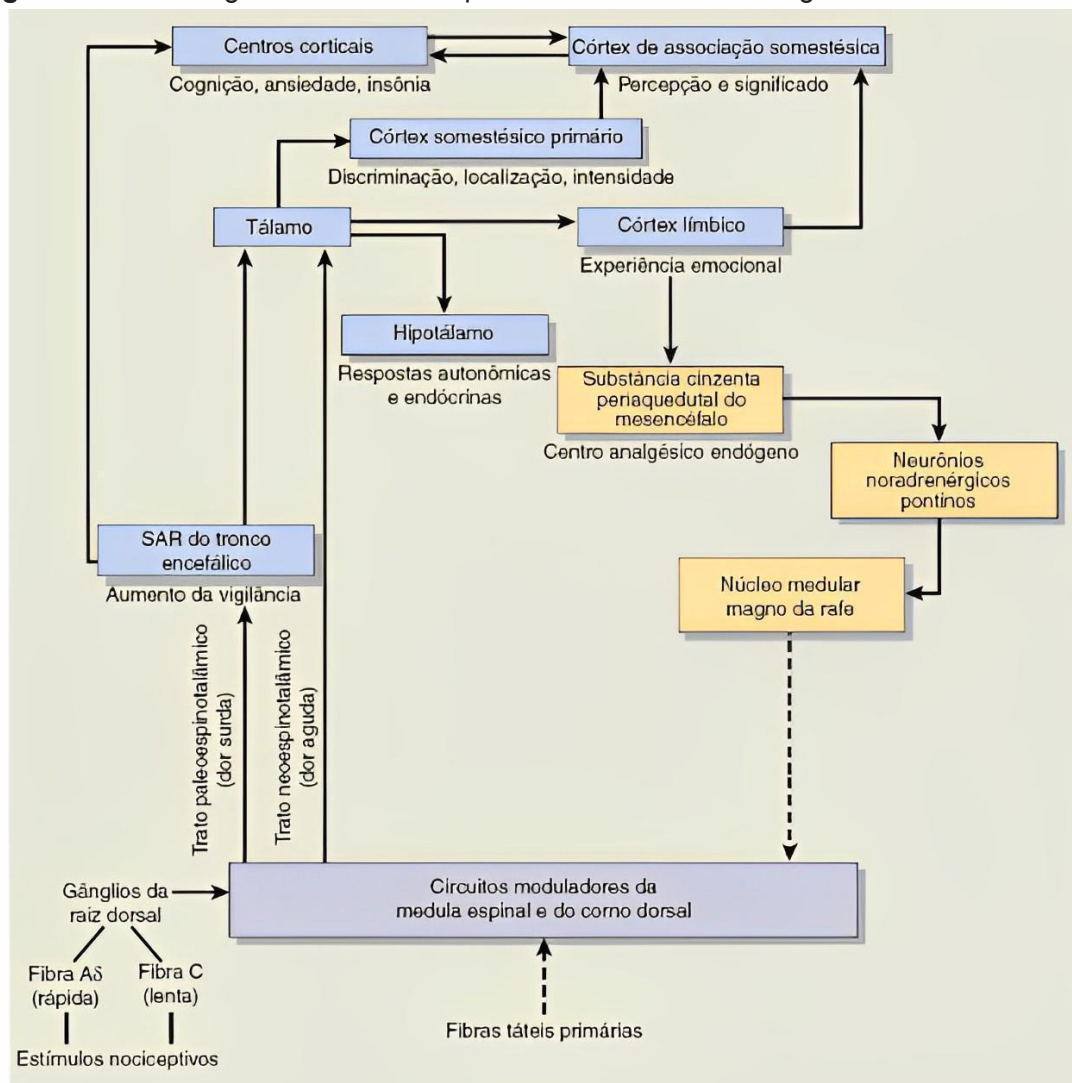 Centros corticais
Córtex de associação somestésica
Cognição, ansiedade, insônia
Percepção e significado
Córtex somestésico primário
Discriminação, localização, intensidade
Tálamo
Córtex límbico
Experiência emocional
Hipotálamo
Respostas autonômicas
e endócrinas
Substância cinzenta
periaquedutal do
mesencéfalo
Centro analgésico endógeno
Neurônios
noradrenérgicos
pontinos
SAR do tronco
encefálico
Aumento da vigilância
Núcleo medular
magno da rafe
Trato paleoespinotalâmico
(dor surda)
Trato neoespinotalâmico
(dor aguda)
Gânglios da
raiz dorsal
Circuitos moduladores da
medula espinal e do corno dorsal
Fibra Aδ
(rápida)
Fibra C
(lenta)
Estímulos nociceptivos
Fibras táteis primárias